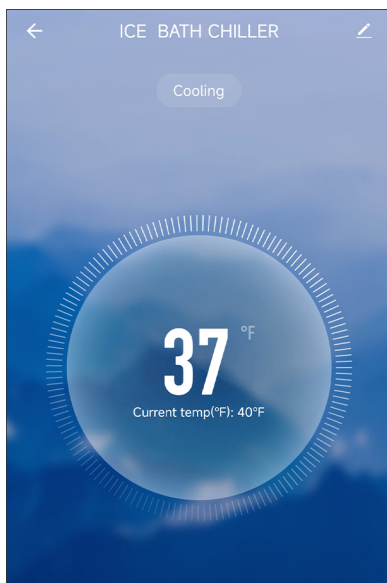 ICE BATH CHILLER
Cooling
37 °F
Current temp(°F): 40°F